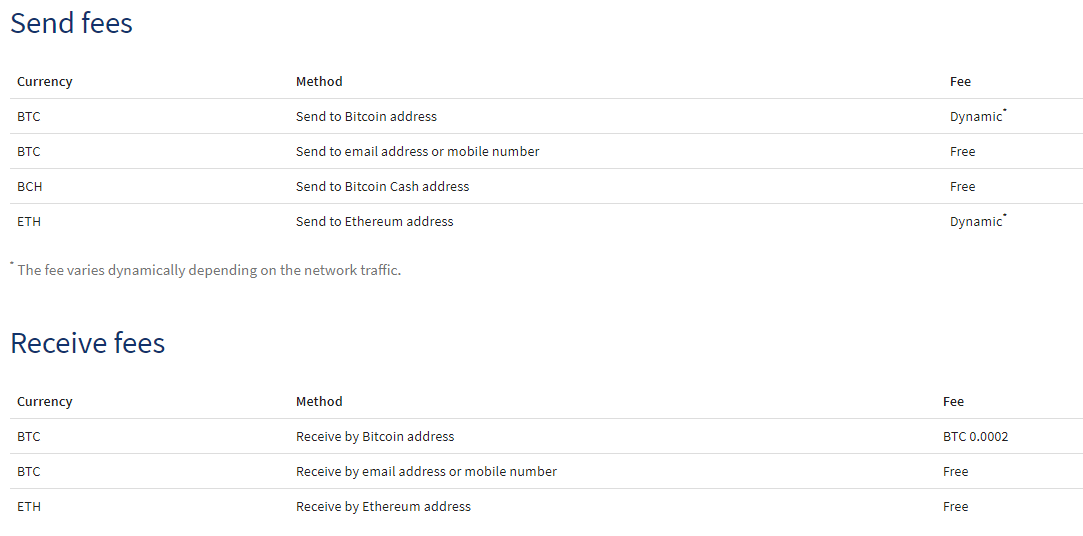 Send fees
Currency Method Fee
BTC Send to Bitcoin address Dynamic*
BTC Send to email address or mobile number Free
BCH Send to Bitcoin Cash address Free
ETH Send to Ethereum address Dynamic*
* The fee varies dynamically depending on the network traffic.
Receive fees
Currency Method Fee
BTC Receive by Bitcoin address BTC 0.0002
BTC Receive by email address or mobile number Free
ETH Receive by Ethereum address Free